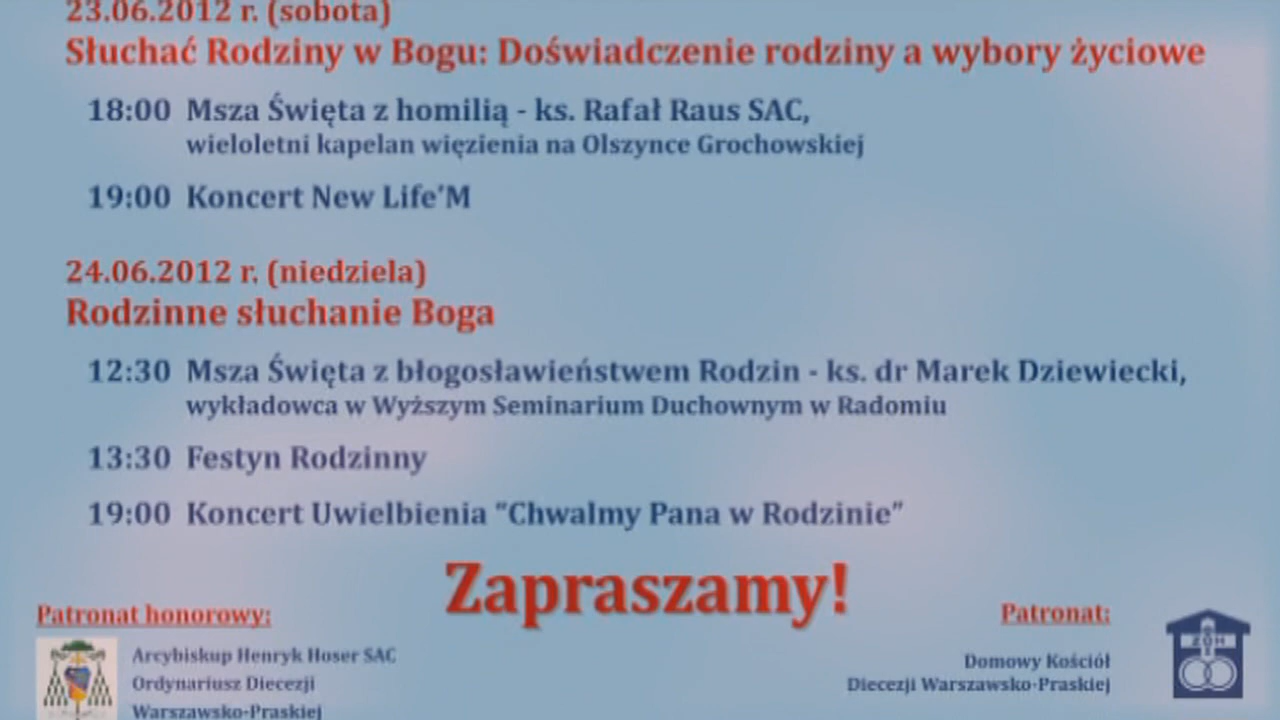 23.06.2012 r. (sobota)
Słuchać Rodziny w Bogu: Doświadczenie rodziny a wybory życiowe
18:00 Msza Święta z homilią - ks. Rafał Raus SAC,
wieloletni kapelan więzienia na Olszynce Grochowskiej
19:00 Koncert New Life'M
24.06.2012 r. (niedziela)
Rodzinne słuchanie Boga
12:30 Msza Święta z błogosławieństwem Rodzin - ks. dr Marek Dziewiecki,
wykładowca w Wyższym Seminarium Duchownym w Radomiu
13:30 Festyn Rodzinny
19:00 Koncert Uwielbienia "Chwalmy Pana w Rodzinie"
Zapraszamy!
Patronat honorowy:
Arcybiskup Henryk Hoser SAC
Ordynariusz Diecezji
Warszawsko-Praskiej
Patronat:
Domowy Kościół
Diecezji Warszawsko-Praskiej